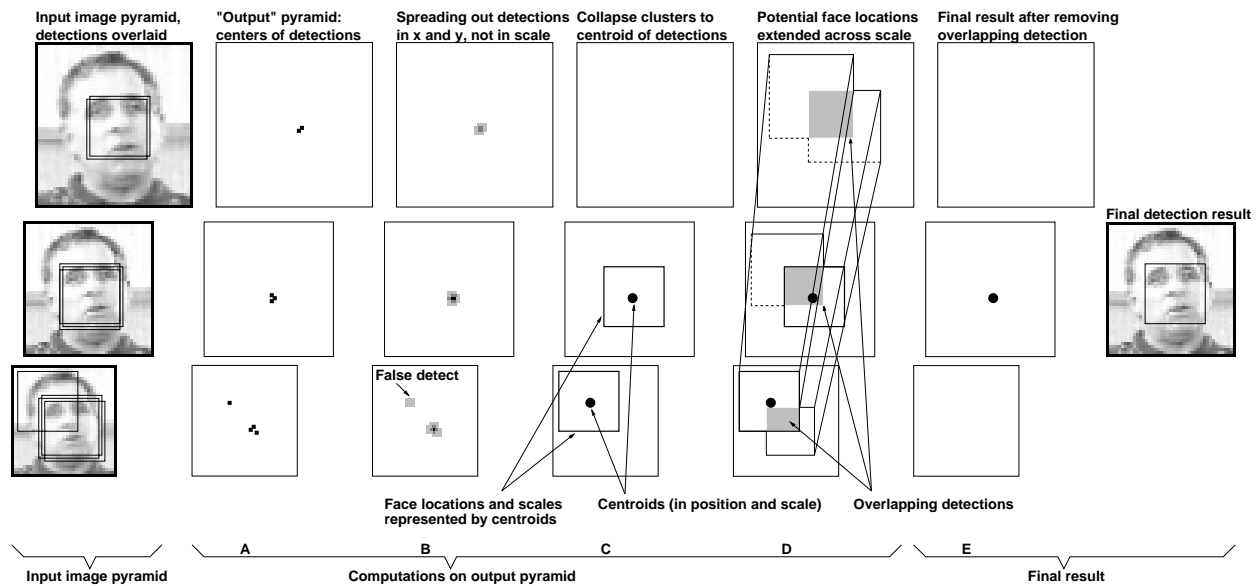 Input image pyramid,
detections overlaid
"Output" pyramid:
centers of detections
Spreading out detections
in x and y, not in scale
Collapse clusters to
centroid of detections
Potential face locations
extended across scale
Final result after removing
overlapping detection
Final detection result
False detect
Face locations and scales
represented by centroids
Centroids (in position and scale)
Overlapping detections
A
B
C
D
E
Input image pyramid
Computations on output pyramid
Final result